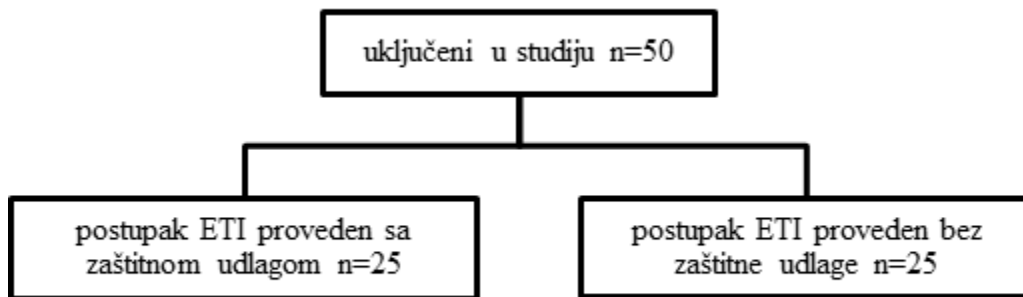 uključeni u studiju n=50
postupak ETI proveden sa
zaštitnom udlagom n=25
postupak ETI proveden bez
zaštitne udlage n=25